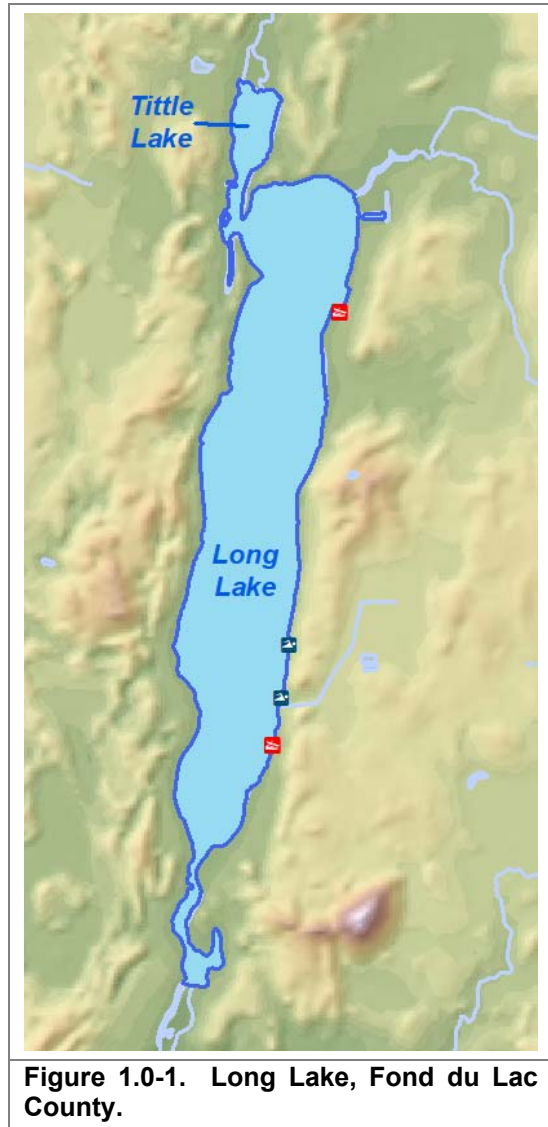 Tittle
Lake
Long
Lake
Figure 1.0-1. Long Lake, Fond du Lac
County.